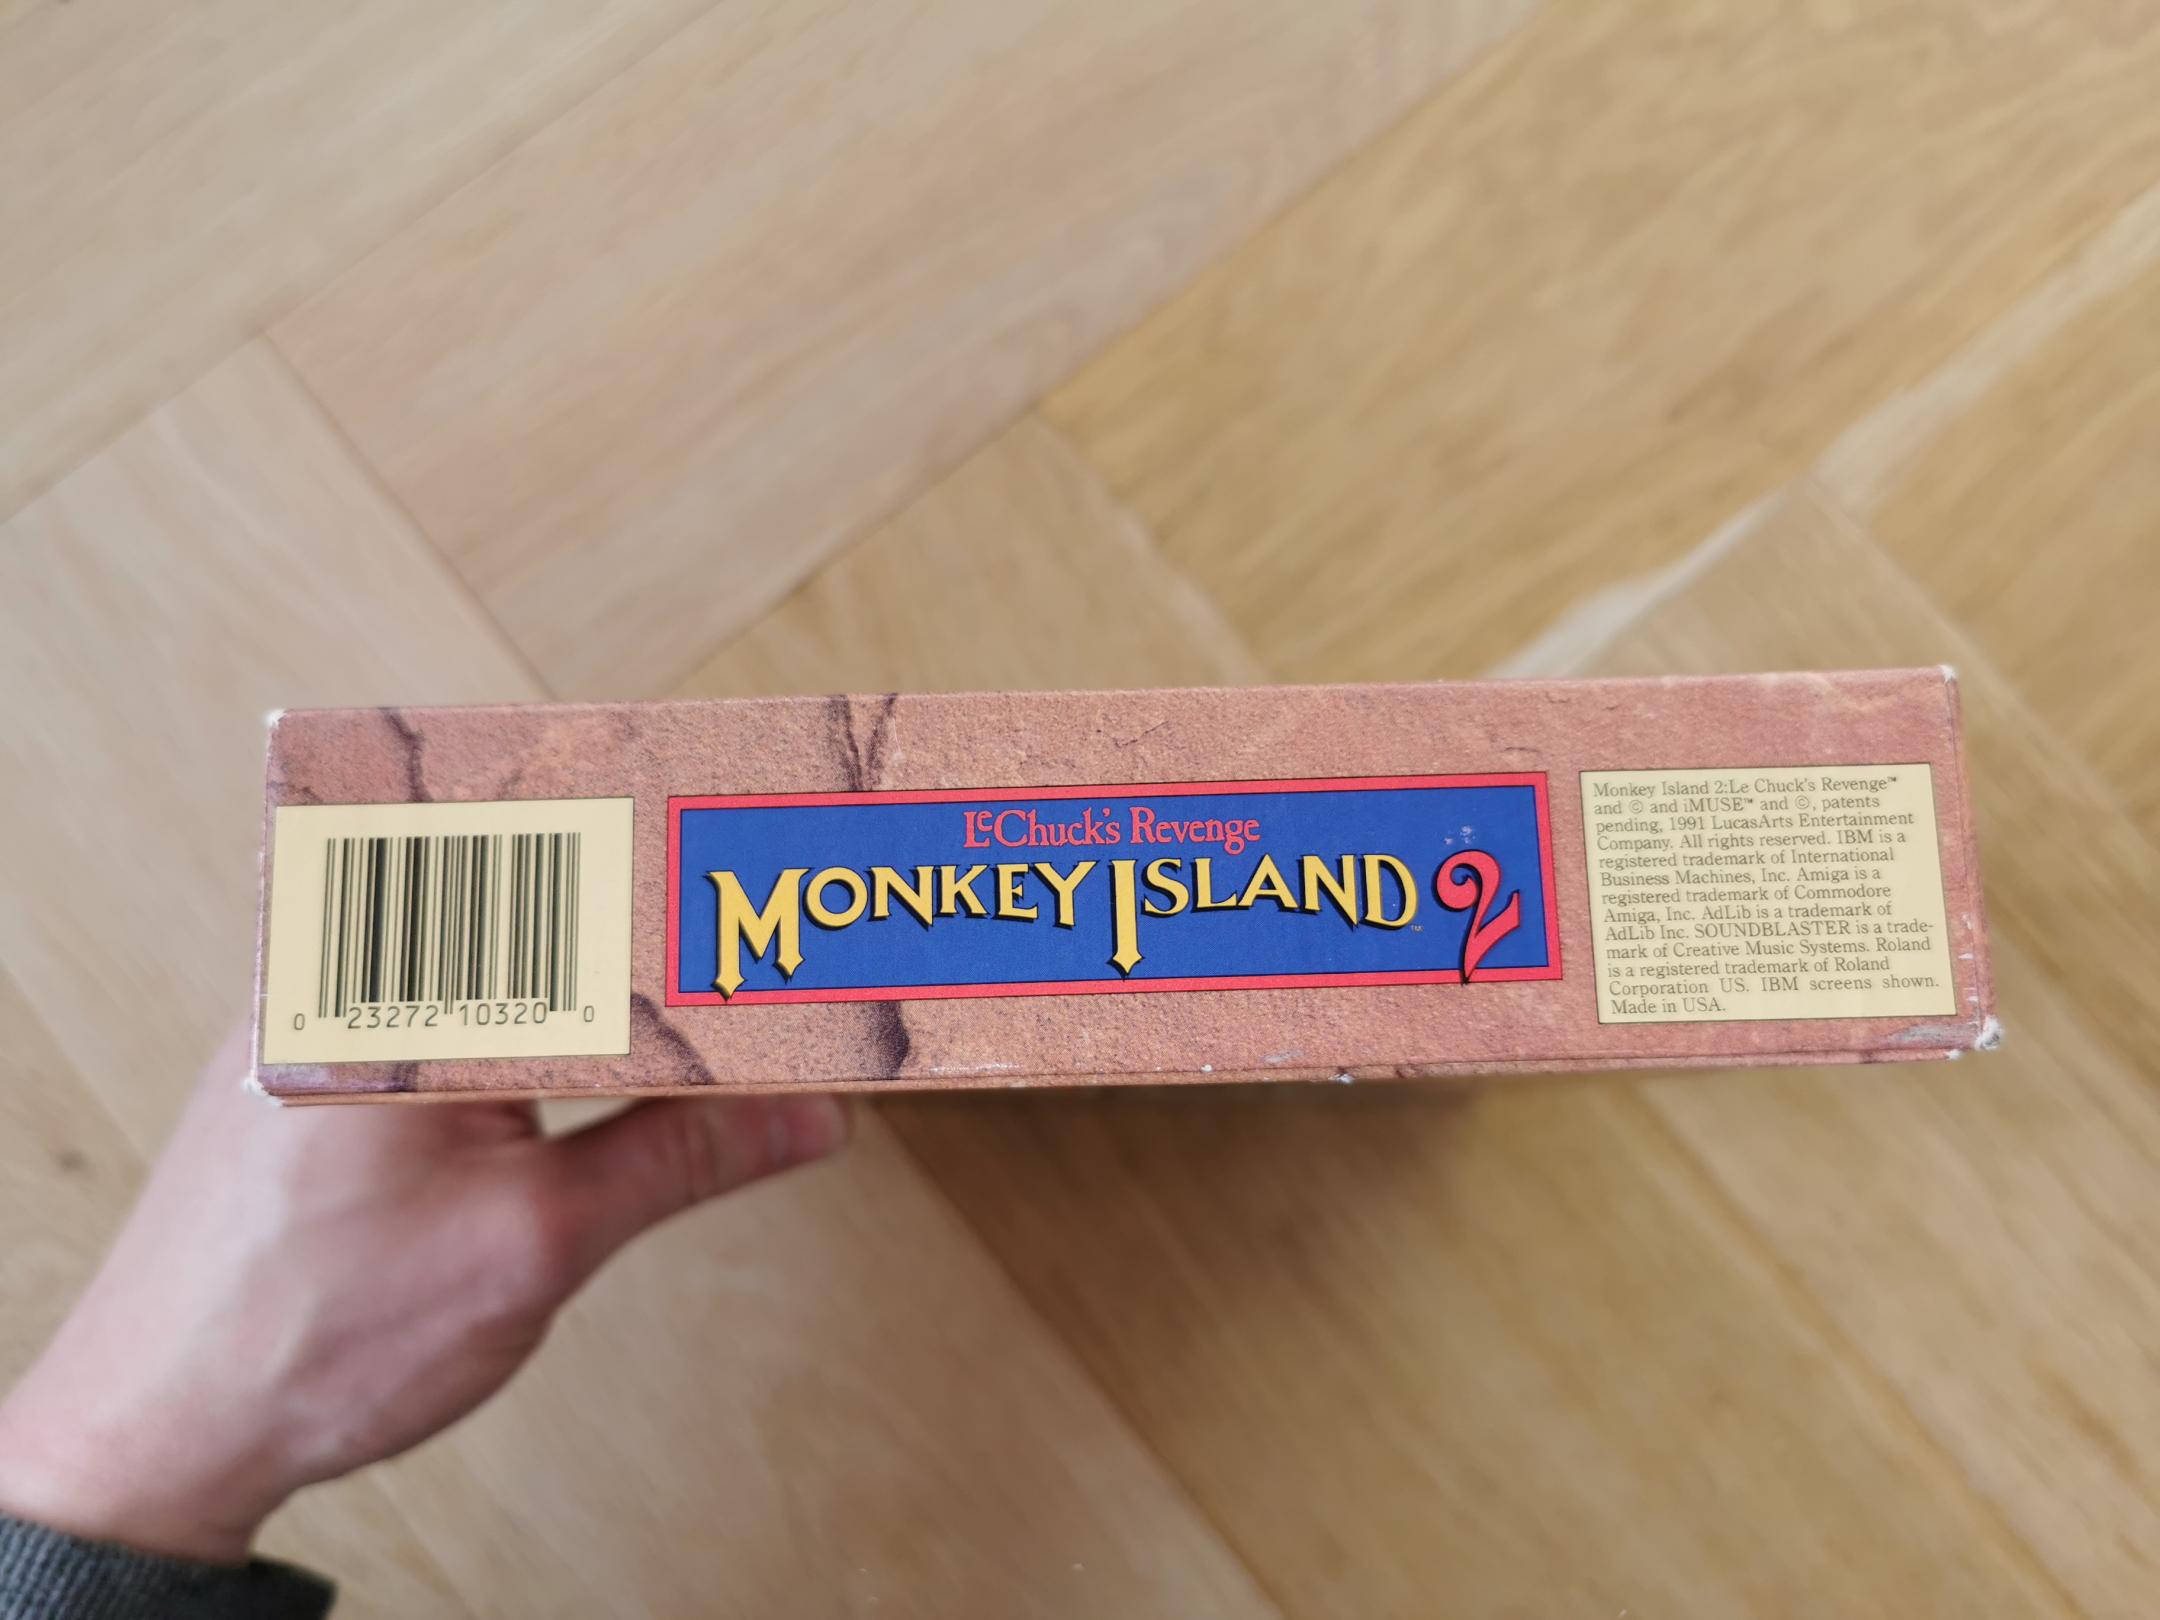 0 23272 10320 0
LeChuck's Revenge
MONKEY ISLAND™ 2
Monkey Island 2:Le Chuck's Revenge™
and © and iMUSE™ and ©, patents
pending, 1991 LucasArts Entertainment
Company. All rights reserved. IBM is a
registered trademark of International
Business Machines, Inc. Amiga is a
registered trademark of Commodore
Amiga, Inc. AdLib is a trademark of
AdLib Inc. SOUNDBLASTER is a trade-
mark of Creative Music Systems. Roland
is a registered trademark of Roland
Corporation US. IBM screens shown.
Made in USA.